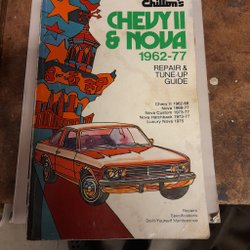 Chilton's
CHEVY II
& NOVA
1962-77
REPAIR &
TUNE-UP
GUIDE
Chevy II 1962-68
Nova 1969-77
Nova Custom 1973-77
Nova Hatchback 1973-77
Luxury Nova 1975
Repairs
Specifications
Do-It-Yourself Maintenance